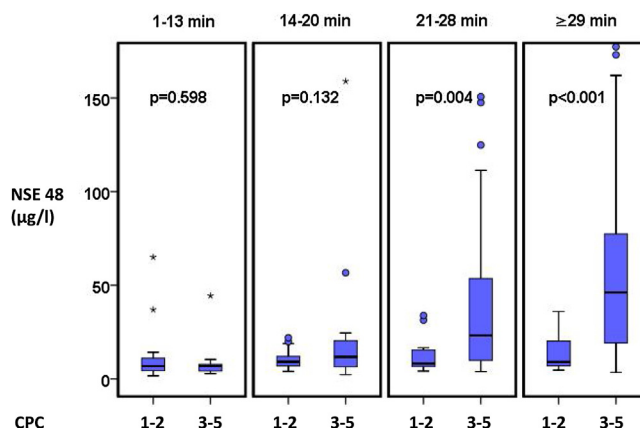 1-13 min 14-20 min 21-28 min ≥29 min
p=0.598 p=0.132 p=0.004 p<0.001
150
100
NSE 48
(µg/l)
50
0
CPC 1-2 3-5 1-2 3-5 1-2 3-5 1-2 3-5